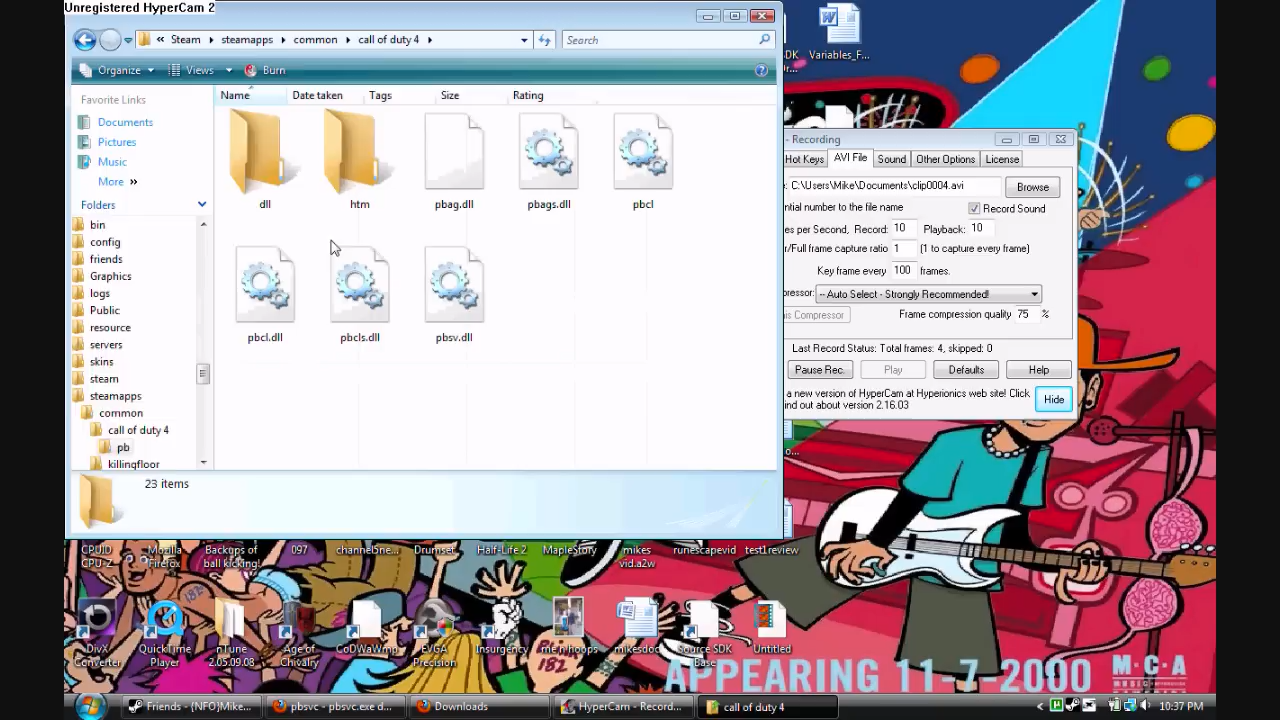 Unregistered HyperCam 2
« Steam steamapps common call of duty 4
Search
Organize Views Burn
Favorite Links
Documents
Pictures
Music
More »
Folders
bin
config
friends
Graphics
logs
Public
resource
servers
skins
steam
steamapps
common
call of duty 4
pb
killingfloor
Name Date taken Tags Size Rating
dll htm pbag.dll pbags.dll pbcl
pbcl.dll pbcls.dll pbsv.dll
23 items
Variables_F...
- Recording
Hot Keys AVI File Sound Other Options License
C:\Users\Mike\Documents\clip0004.avi Browse
ntial number to the file name Record Sound
es per Second, Record: 10 Playback: 10
r/Full frame capture ratio 1 (1 to capture every frame)
Key frame every 100 frames.
pressor: -- Auto Select - Strongly Recommended!
his Compressor Frame compression quality 75 %
Last Record Status: Total frames: 4, skipped: 0
Pause Rec. Play Defaults Help
a new version of HyperCam at Hyperionics web site! Click
ind out about version 2.16.03
Hide
CPUID CPU-Z
Mozilla Firefox
Backups of ball kicking!
097
channel5ne...
Drumset
Half-Life 2
MapleStory
mikes vid.a2w
runescapevid
test1review
DivX Converter
QuickTime Player
nTune 2.05.09.08
Age of Chivalry
CoDWaWmp
EVGA Precision
Insurgency
me n hoops
mikesdoc
Source SDK Base
Untitled
APPEARING 11-7-2000
M·C·A
Friends - {NFO}Mike...
pbsvc - pbsvc.exe d...
Downloads
HyperCam - Record...
call of duty 4
10:37 PM